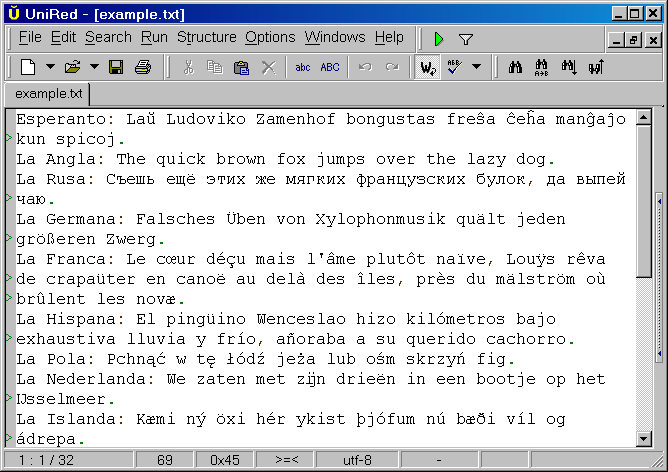 UniRed - [example.txt]
File Edit Search Run Structure Options Windows Help
abc ABC
example.txt
Esperanto: Laŭ Ludoviko Zamenhof bongustas freŝa ĉeĥa manĝaĵo
kun spicoj.
La Angla: The quick brown fox jumps over the lazy dog.
La Rusa: Съешь ещё этих же мягких французских булок, да выпей
чаю.
La Germana: Falsches Üben von Xylophonmusik quält jeden
größeren Zwerg.
La Franca: Le cœur déçu mais l'âme plutôt naïve, Louÿs rêva
de crapaüter en canoë au delà des îles, près du mälström où
brûlent les novæ.
La Hispana: El pingüino Wenceslao hizo kilómetros bajo
exhaustiva lluvia y frío, añoraba a su querido cachorro.
La Pola: Pchnąć w tę łódź jeża lub ośm skrzyń fig.
La Nederlanda: We zaten met zĳn drieën in een bootje op het
Ĳsselmeer.
La Islanda: Kæmi ný öxi hér ykist þjófum nú bæði víl og
ádrepa.
1 : 1 / 32 69 0x45 >=< utf-8 -